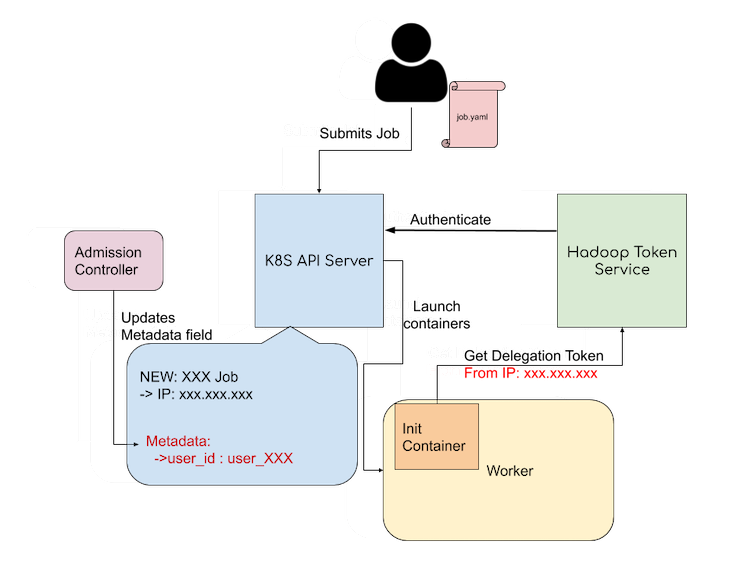 job.yaml
Submits Job
Authenticate
K8S API Server
Hadoop Token
Service
Admission
Controller
Launch
containers
Updates
Metadata field
Get Delegation Token
From IP: xxx.xxx.xxx
NEW: XXX Job
-> IP: xxx.xxx.xxx
Metadata:
->user_id : user_XXX
Init
Container
Worker